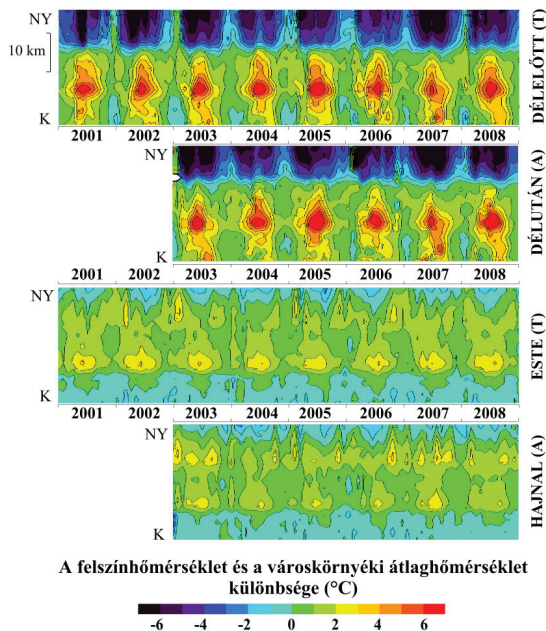 NY
10 km
K
DÉLELŐTT (T)
2001 2002 2003 2004 2005 2006 2007 2008
NY
K
DÉLUTÁN (A)
2001 2002 2003 2004 2005 2006 2007 2008
NY
K
ESTE (T)
2001 2002 2003 2004 2005 2006 2007 2008
NY
K
HAJNAL (A)
A felszínhőmérséklet és a városkörnyéki átlaghőmérséklet
különbsége (°C)
-6 -4 -2 0 2 4 6